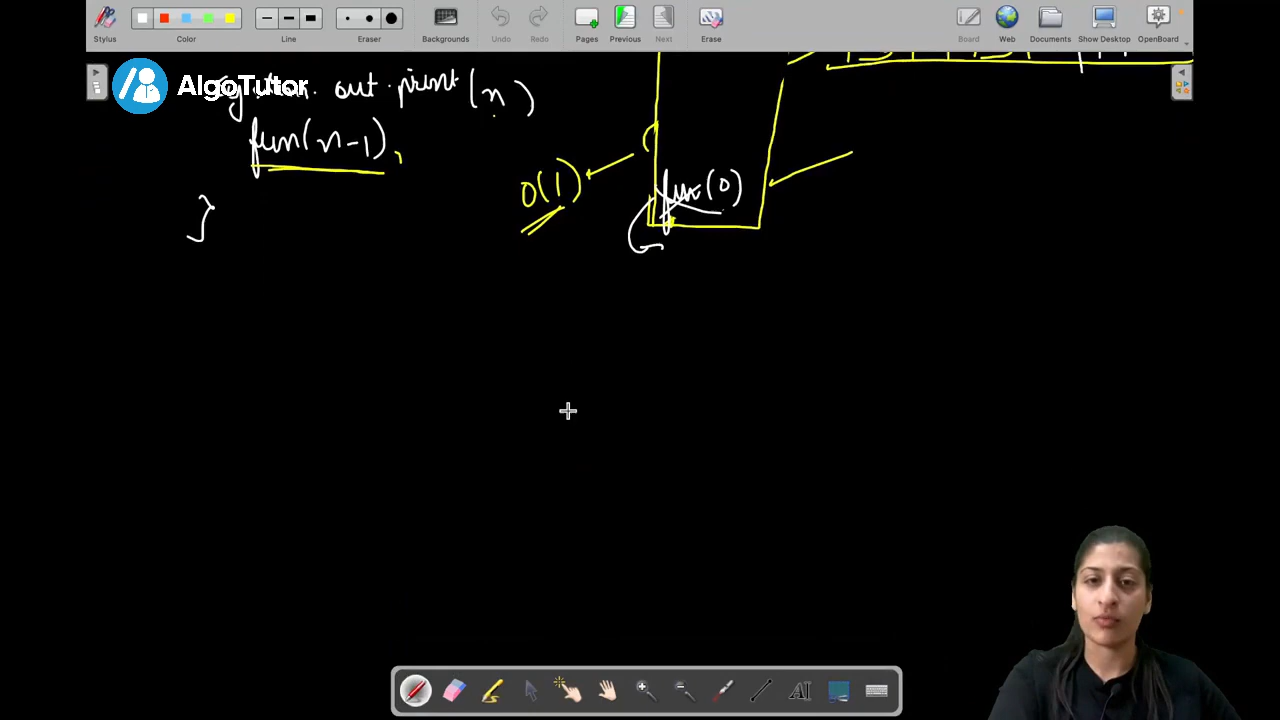 Stylus
Color
Line
Eraser
Backgrounds
Undo
Redo
Pages
Previous
Next
Erase
Board
Web
Documents
Show Desktop
OpenBoard
AlgoTutor
out.print(n)
fun(n-1),
}
O(1)
fun(0)
AI